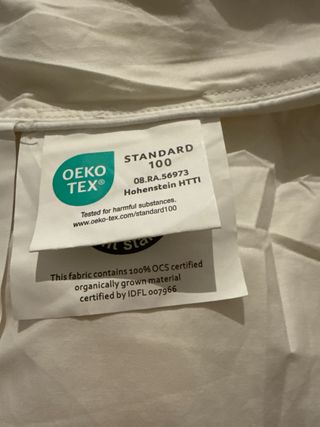 OEKO
TEX®
STANDARD
100
08.RA.56973
Hohenstein HTTI
Tested for harmful substances.
www.oeko-tex.com/standard100
This fabric contains 100% OCS certified
organically grown material
certified by IDFL 007966